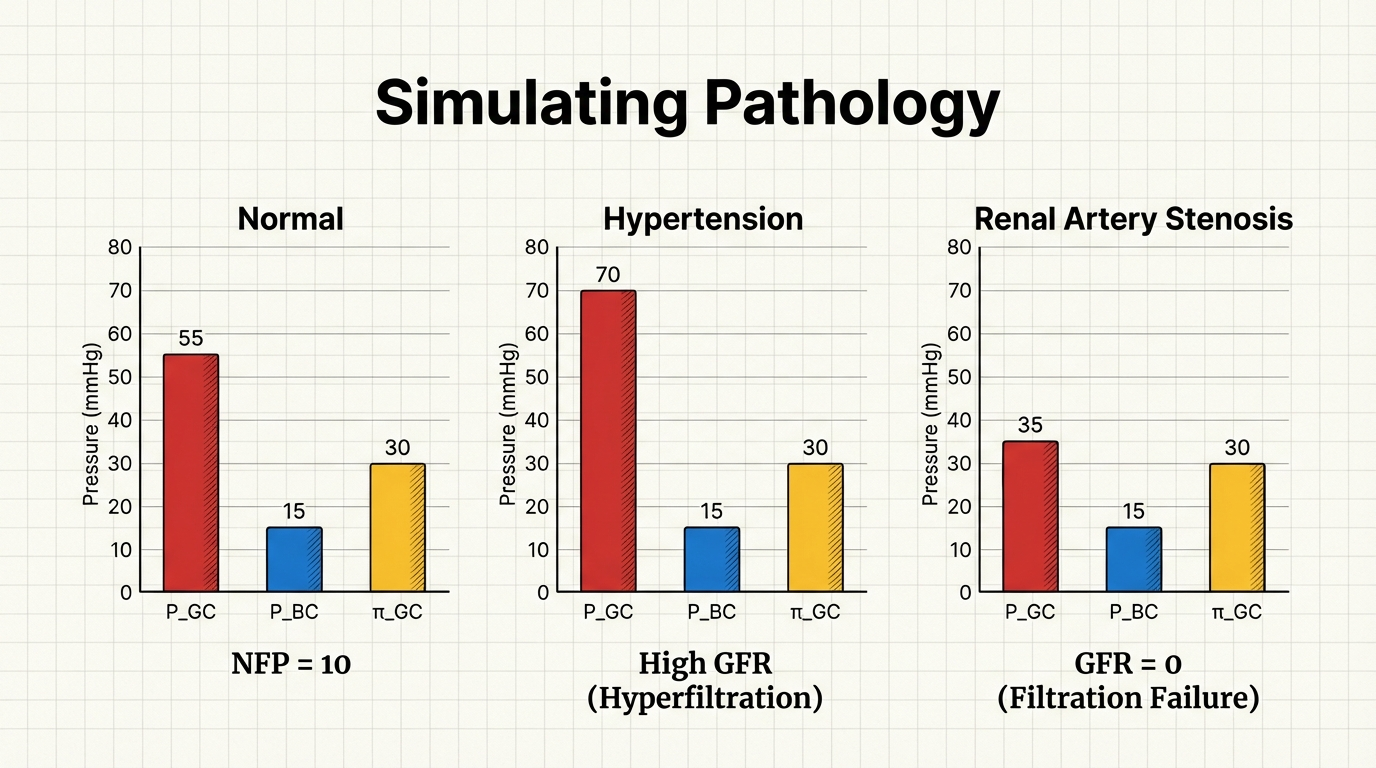 Simulating Pathology
Normal
80
70
60
50
40
30
20
10
0
Pressure (mmHg)
55
15
30
P_GC
P_BC
π_GC
NFP = 10
Hypertension
80
70
60
50
40
30
20
10
0
Pressure (mmHg)
70
15
30
P_GC
P_BC
π_GC
High GFR
(Hyperfiltration)
Renal Artery Stenosis
80
70
60
50
40
30
20
10
0
Pressure (mmHg)
35
15
30
P_GC
P_BC
π_GC
GFR = 0
(Filtration Failure)